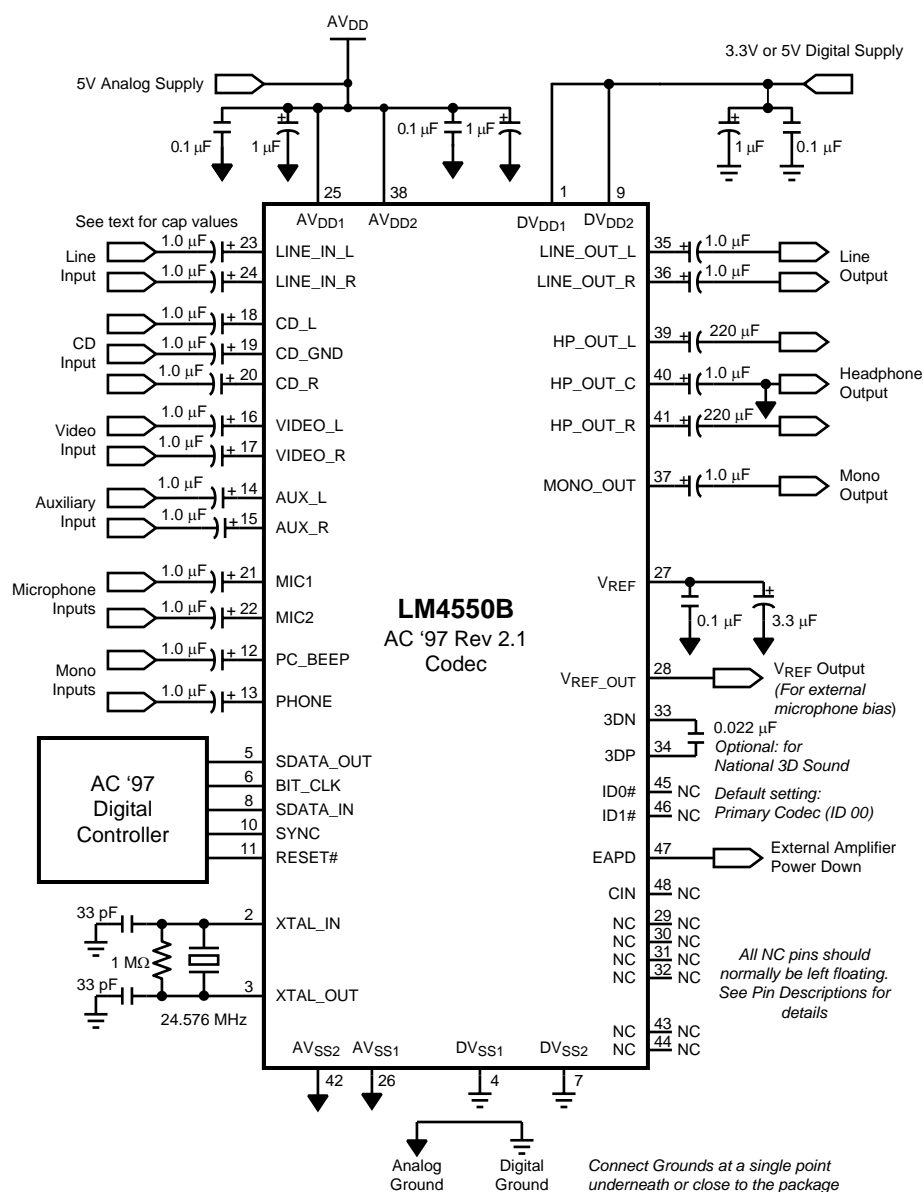 AVDD
5V Analog Supply
3.3V or 5V Digital Supply
0.1 µF
1 µF
0.1 µF
1 µF
1 µF
0.1 µF
+
+
+
25
38
1
9
AVDD1
AVDD2
DVDD1
DVDD2
See text for cap values
Line
Input
1.0 µF + 23 LINE_IN_L
1.0 µF + 24 LINE_IN_R
CD
Input
1.0 µF + 18 CD_L
1.0 µF + 19 CD_GND
1.0 µF + 20 CD_R
Video
Input
1.0 µF + 16 VIDEO_L
1.0 µF + 17 VIDEO_R
Auxiliary
Input
1.0 µF + 14 AUX_L
1.0 µF + 15 AUX_R
Microphone
Inputs
1.0 µF + 21 MIC1
1.0 µF + 22 MIC2
Mono
Inputs
1.0 µF + 12 PC_BEEP
1.0 µF + 13 PHONE
AC ‘97
Digital
Controller
5 SDATA_OUT
6 BIT_CLK
8 SDATA_IN
10 SYNC
11 RESET#
33 pF
2 XTAL_IN
1 MΩ
33 pF
3 XTAL_OUT
24.576 MHz
LM4550B
AC ‘97 Rev 2.1
Codec
LINE_OUT_L 35 + 1.0 µF
LINE_OUT_R 36 + 1.0 µF
Line
Output
HP_OUT_L 39 + 220 µF
HP_OUT_C 40 + 1.0 µF
HP_OUT_R 41 + 220 µF
Headphone
Output
MONO_OUT 37 + 1.0 µF
Mono
Output
VREF 27
0.1 µF
+
3.3 µF
VREF_OUT 28
VREF Output
(For external
microphone bias)
3DN 33
3DP 34
0.022 µF
Optional: for
National 3D Sound
ID0# 45 NC
ID1# 46 NC
Default setting:
Primary Codec (ID 00)
EAPD 47
External Amplifier
Power Down
CIN 48 NC
NC 29 NC
NC 30 NC
NC 31 NC
NC 32 NC
All NC pins should
normally be left floating.
See Pin Descriptions for
details
NC 43 NC
NC 44 NC
AVSS2
AVSS1
DVSS1
DVSS2
42
26
4
7
Analog
Ground
Digital
Ground
Connect Grounds at a single point
underneath or close to the package